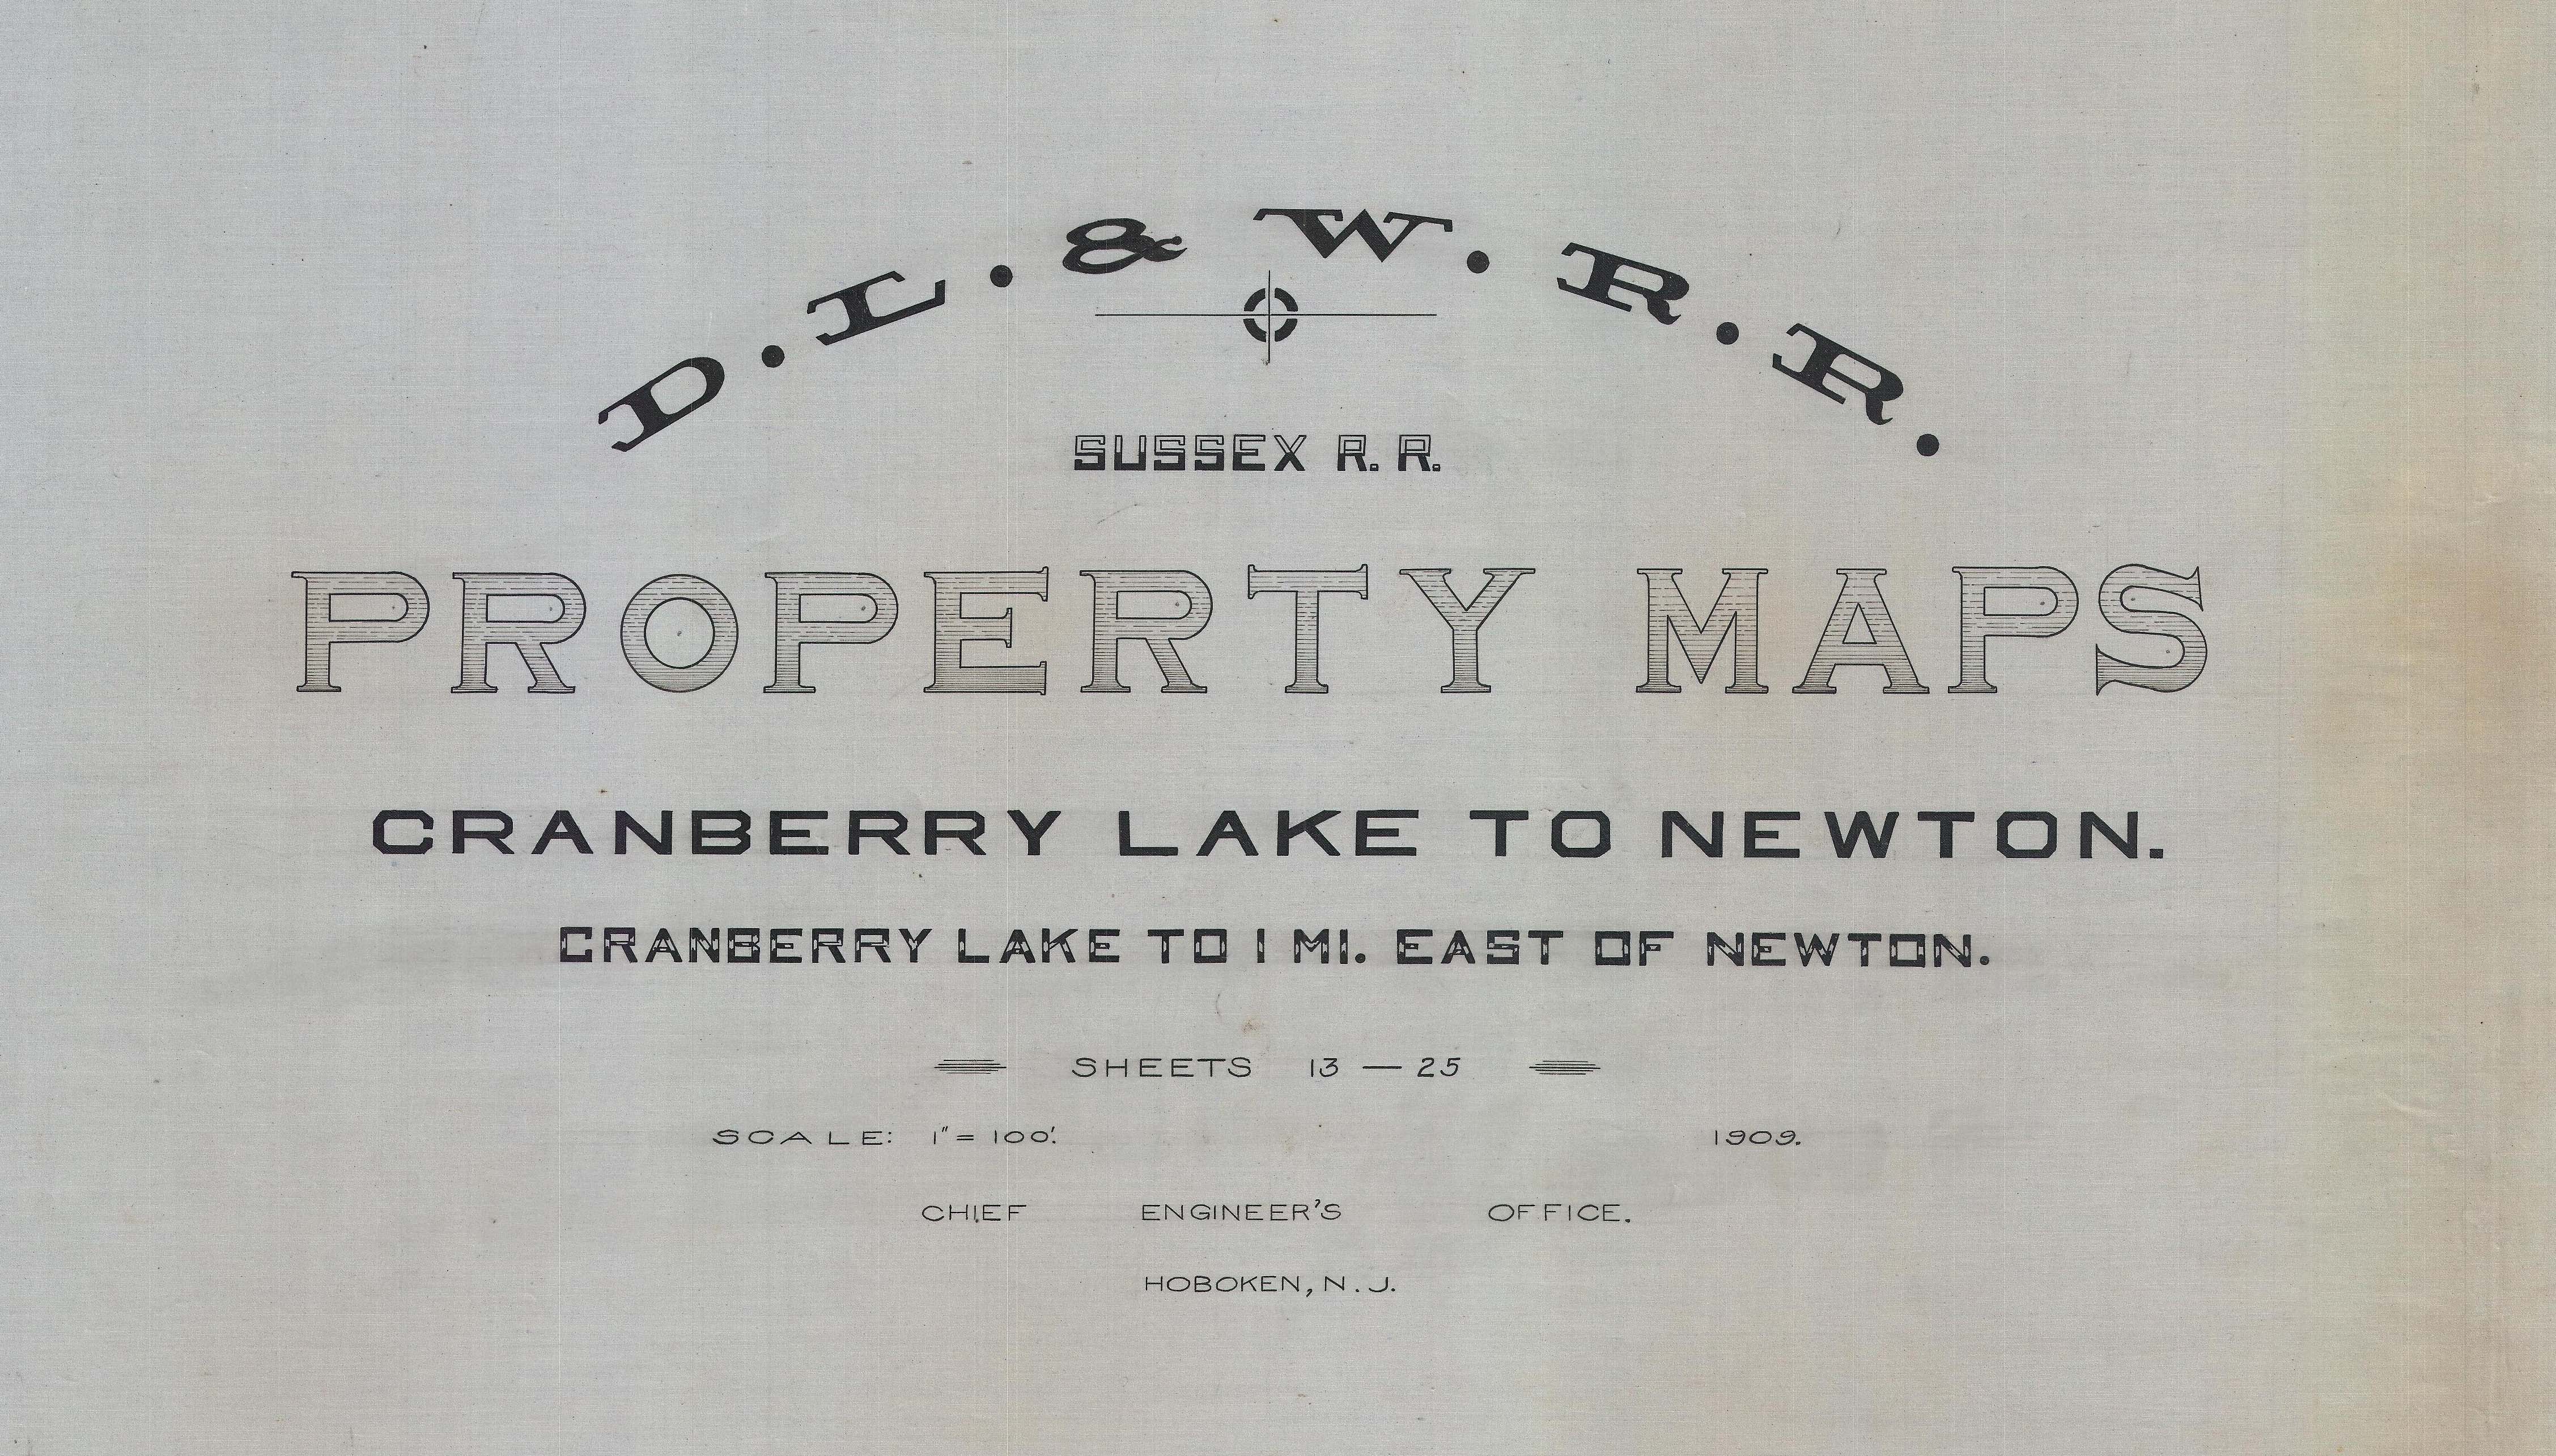 D. L. & W. R. R.
SUSSEX R. R.
PROPERTY MAPS
CRANBERRY LAKE TO NEWTON.
CRANBERRY LAKE TO 1 MI. EAST OF NEWTON.
SHEETS 13 — 25
SCALE: 1" = 100'. 1909.
CHIEF ENGINEER'S OFFICE.
HOBOKEN, N. J.